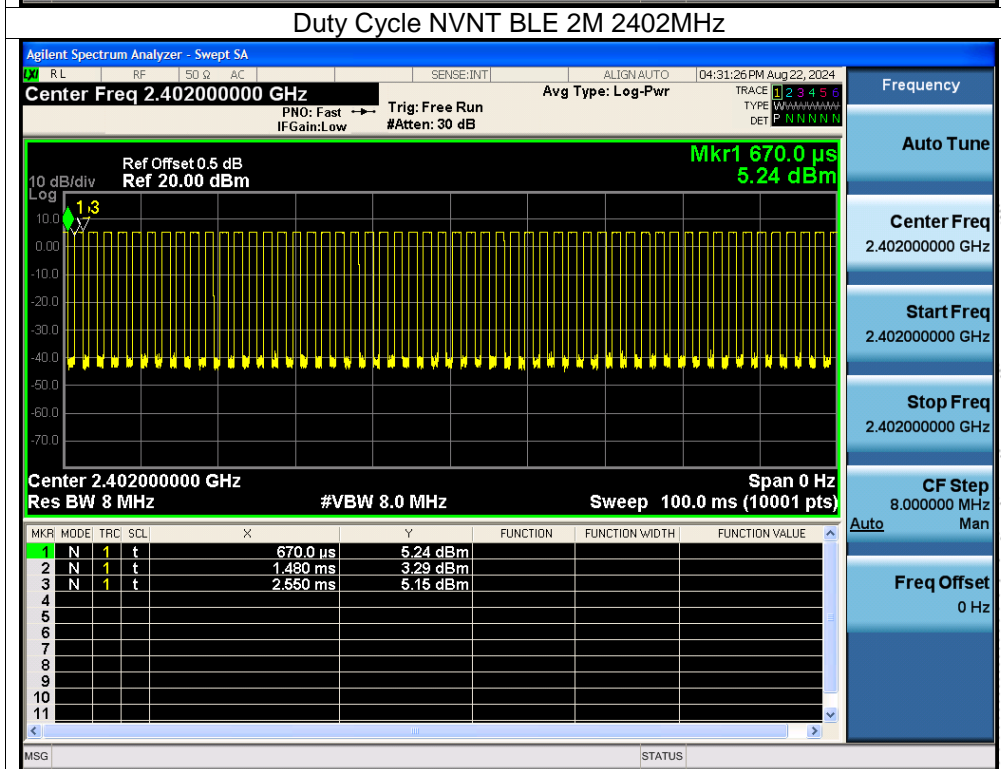 Duty Cycle NVNT BLE 2M 2402MHz
Agilent Spectrum Analyzer - Swept SA
LXI RL RF 50 Ω AC SENSE:INT ALIGN AUTO 04:31:26 PM Aug 22, 2024
Center Freq 2.402000000 GHz Avg Type: Log-Pwr TRACE 1 2 3 4 5 6
PNO: Fast Trig: Free Run TYPE WWWWWW
IFGain:Low #Atten: 30 dB DET P N N N N N
Frequency
Auto Tune
Center Freq
2.402000000 GHz
Start Freq
2.402000000 GHz
Stop Freq
2.402000000 GHz
CF Step
8.000000 MHz
Auto Man
Freq Offset
0 Hz
Mkr1 670.0 µs
5.24 dBm
Ref Offset 0.5 dB
10 dB/div Ref 20.00 dBm
Log
1 3
10.0
0.00
-10.0
-20.0
-30.0
-40.0
-50.0
-60.0
-70.0
Center 2.402000000 GHz Span 0 Hz
Res BW 8 MHz #VBW 8.0 MHz Sweep 100.0 ms (10001 pts)
MKR MODE TRC SCL X Y FUNCTION FUNCTION WIDTH FUNCTION VALUE
1 N 1 t 670.0 µs 5.24 dBm
2 N 1 t 1.480 ms 3.29 dBm
3 N 1 t 2.550 ms 5.15 dBm
4
5
6
7
8
9
10
11
MSG STATUS